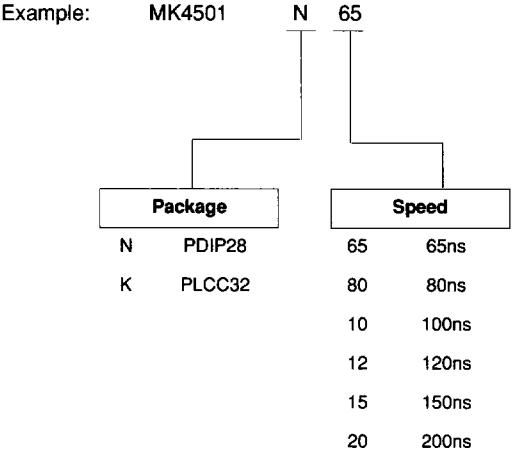 Example: MK4501 N 65
Package Speed
N PDIP28 65 65ns
K PLCC32 80 80ns
10 100ns
12 120ns
15 150ns
20 200ns